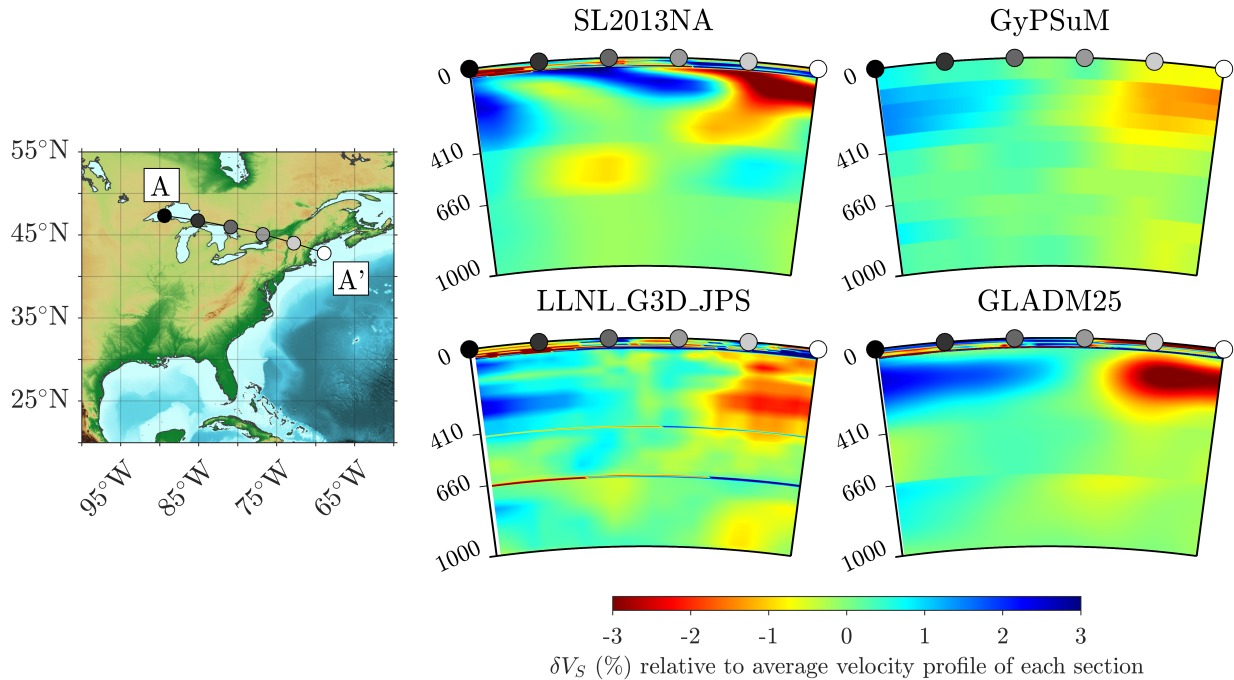 SL2013NA
GyPSuM
0
410
660
1000
0
410
660
1000
55°N
45°N
35°N
25°N
A
A'
95°W
85°W
75°W
65°W
LLNL_G3D_JPS
GLADM25
0
410
660
1000
0
410
660
1000
-3 -2 -1 0 1 2 3
δV_S (%) relative to average velocity profile of each section